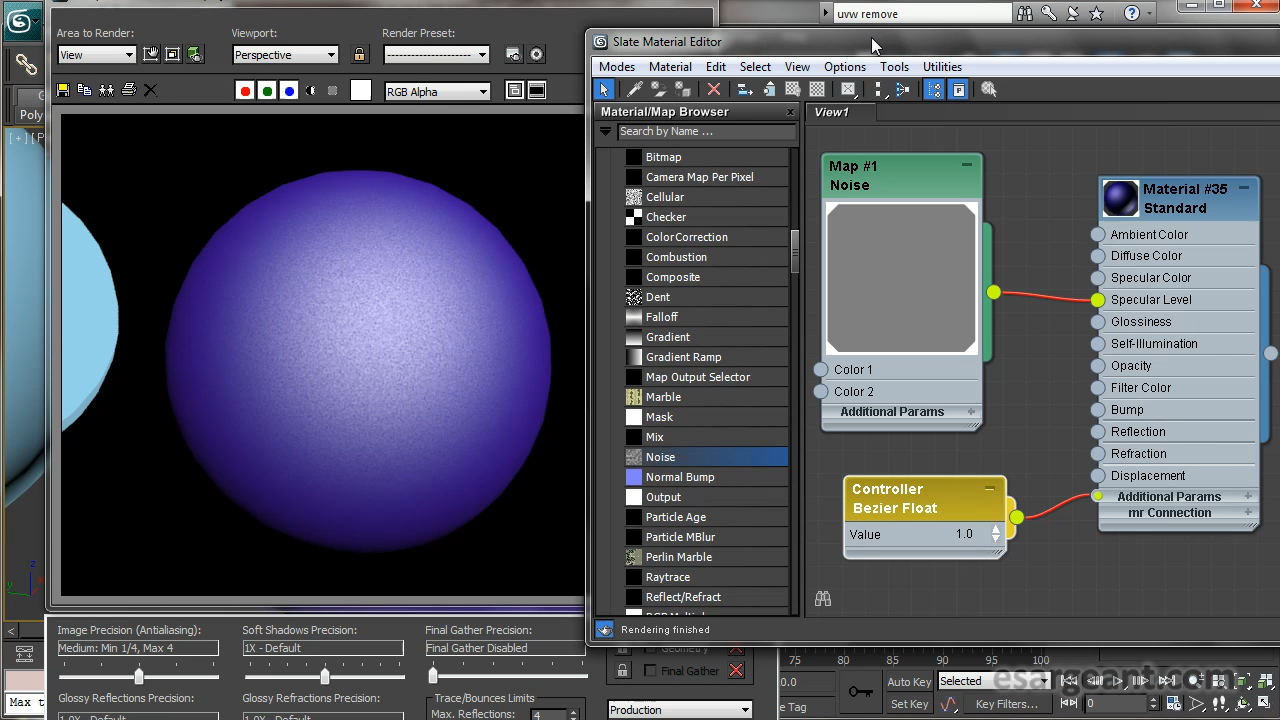 uvw remove
Area to Render:
Viewport:
Render Preset:
View
Perspective
RGB Alpha
Slate Material Editor
Modes Material Edit Select View Options Tools Utilities
Material/Map Browser
Search by Name ...
View1
Poly
Bitmap
Camera Map Per Pixel
Cellular
Checker
Color Correction
Combustion
Composite
Dent
Falloff
Gradient
Gradient Ramp
Map Output Selector
Marble
Mask
Mix
Noise
Normal Bump
Output
Particle Age
Particle MBlur
Perlin Marble
Raytrace
Reflect/Refract
Map #1
Noise
Color 1
Color 2
Additional Params
Controller
Bezier Float
Value 1.0
Material #35
Standard
Ambient Color
Diffuse Color
Specular Color
Specular Level
Glossiness
Self-Illumination
Opacity
Filter Color
Bump
Reflection
Refraction
Displacement
Additional Params
mr Connection
Rendering finished
Image Precision (Antialiasing):
Medium: Min 1/4, Max 4
Soft Shadows Precision:
1X - Default
Final Gather Precision:
Final Gather Disabled
Glossy Reflections Precision:
Glossy Refractions Precision:
Trace/Bounces Limits
Max. Reflections: 4
Final Gather
Production
75 80 85 90 95 100
Auto Key
Selected
Set Key
Key Filters...
0
esargeant.com